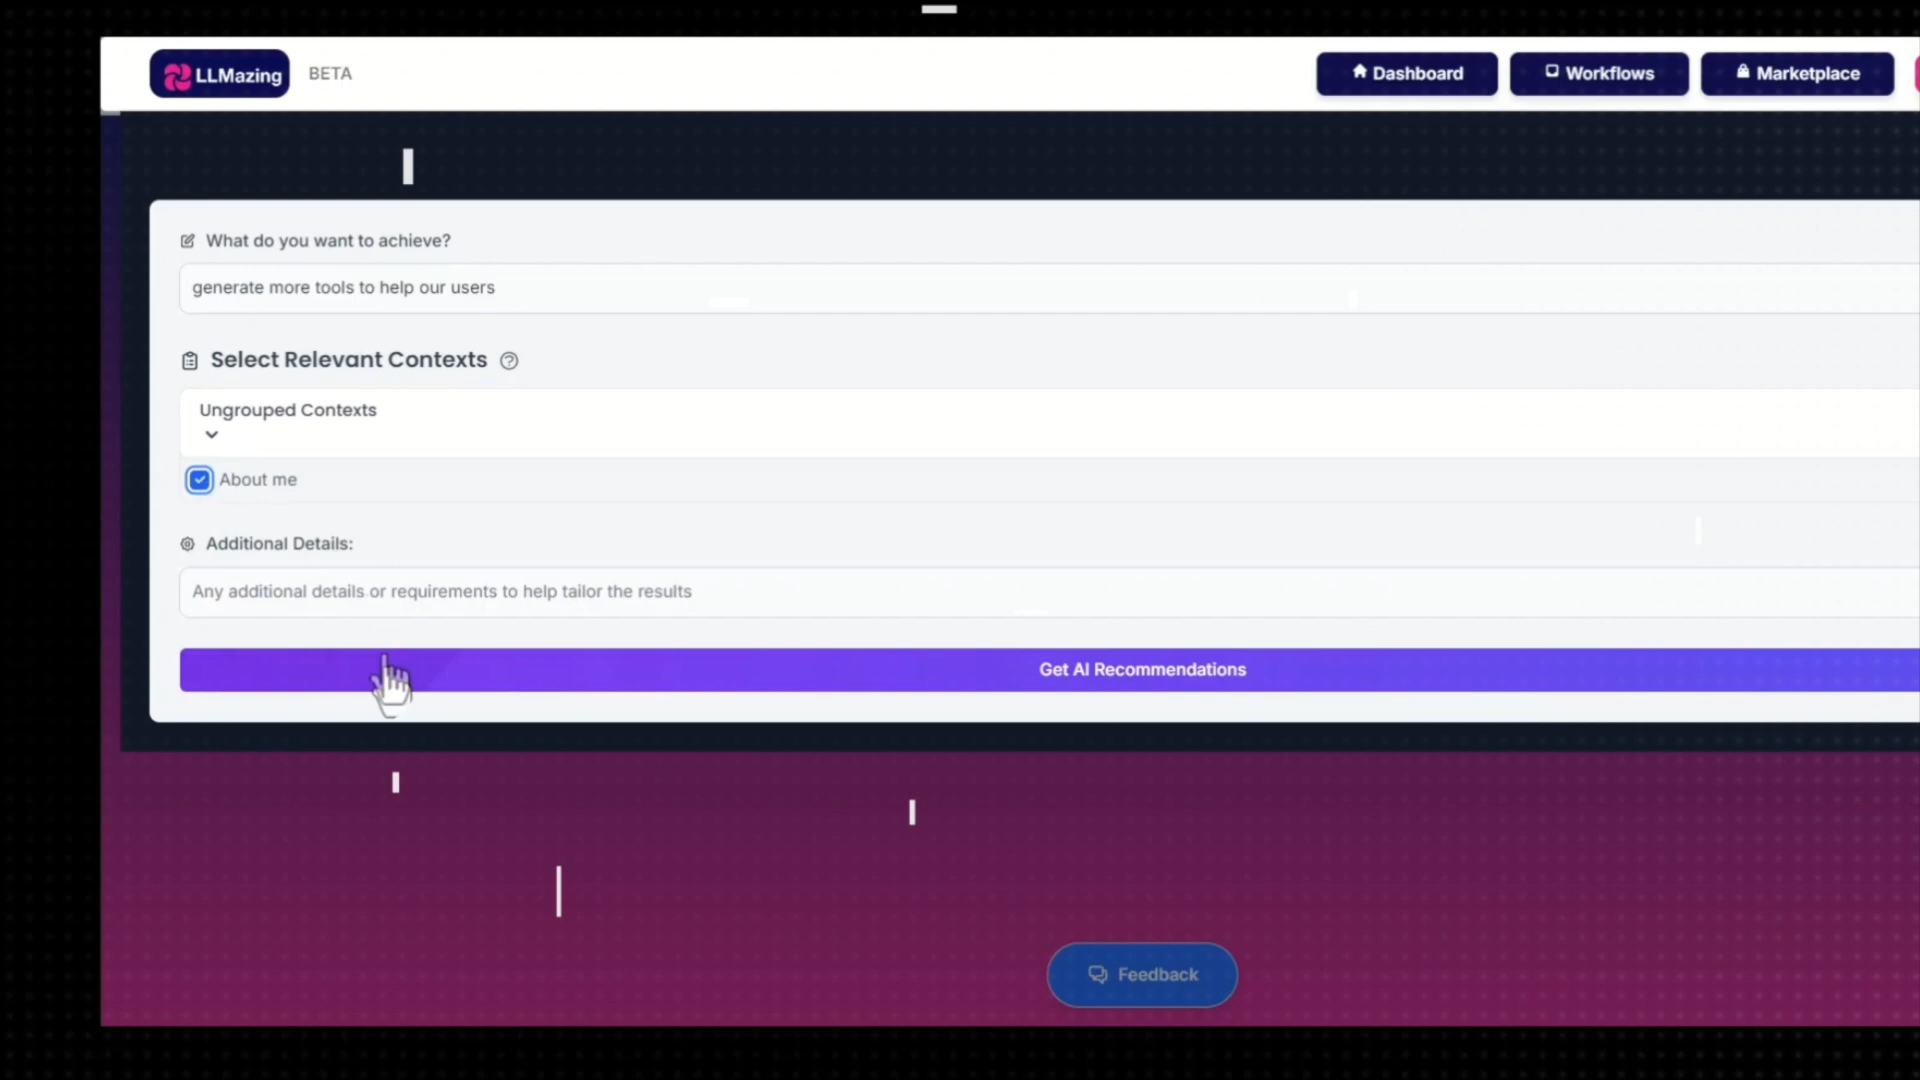 LLMazing BETA Dashboard Workflows Marketplace
What do you want to achieve?
generate more tools to help our users
Select Relevant Contexts
Ungrouped Contexts
About me
Additional Details:
Any additional details or requirements to help tailor the results
Get AI Recommendations
Feedback